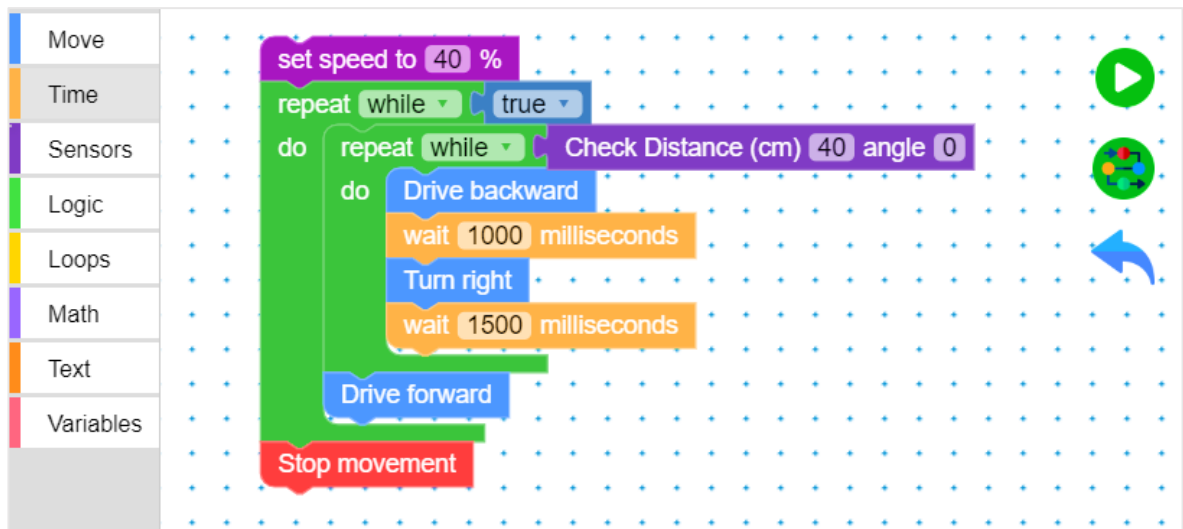 Move
Time
Sensors
Logic
Loops
Math
Text
Variables
set speed to 40 %
repeat while true
do repeat while Check Distance (cm) 40 angle 0
do Drive backward
wait 1000 milliseconds
Turn right
wait 1500 milliseconds
Drive forward
Stop movement